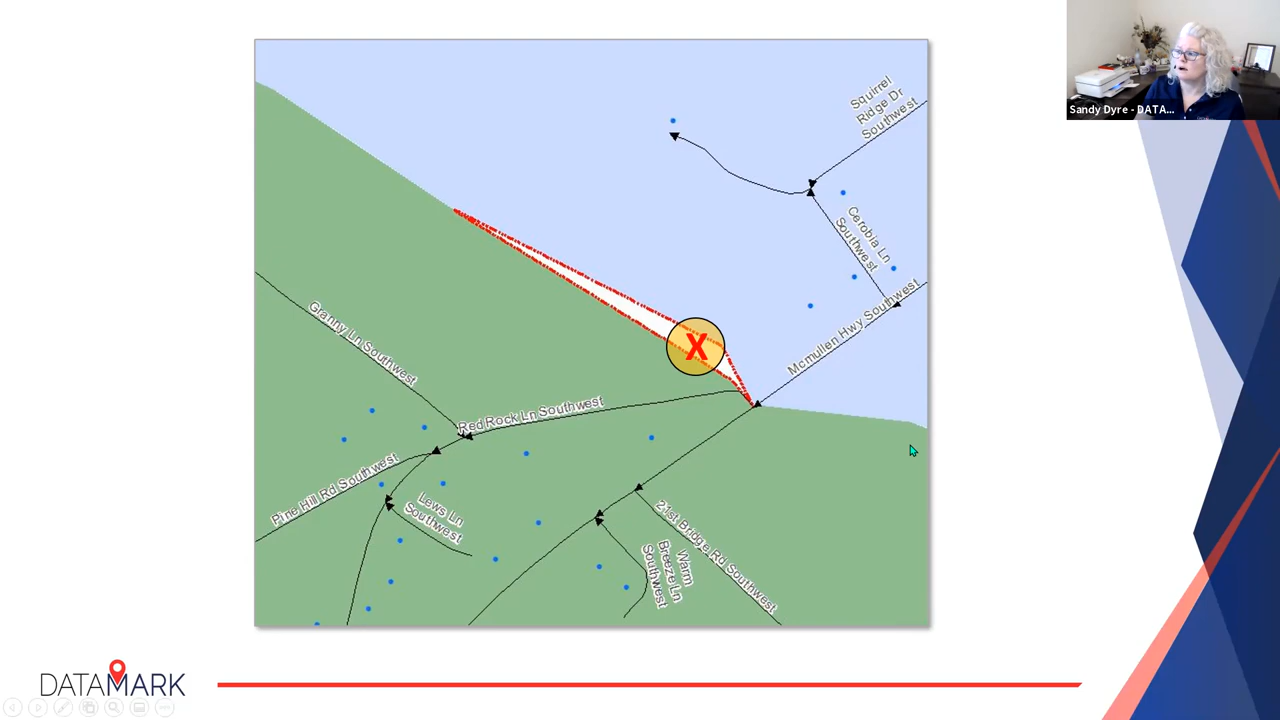 Sandy Dyre - DATA...
Squirrel
Ridge Dr
Southwest
Cerobia Ln
Southwest
Mcmullen Hwy Southwest
Granny Ln Southwest
X
Red Rock Ln Southwest
Pine Hill Rd Southwest
Lews Ln
Southwest
21st Bridge Rd Southwest
Warm
Breeze Ln
Southwest
DATAMARK